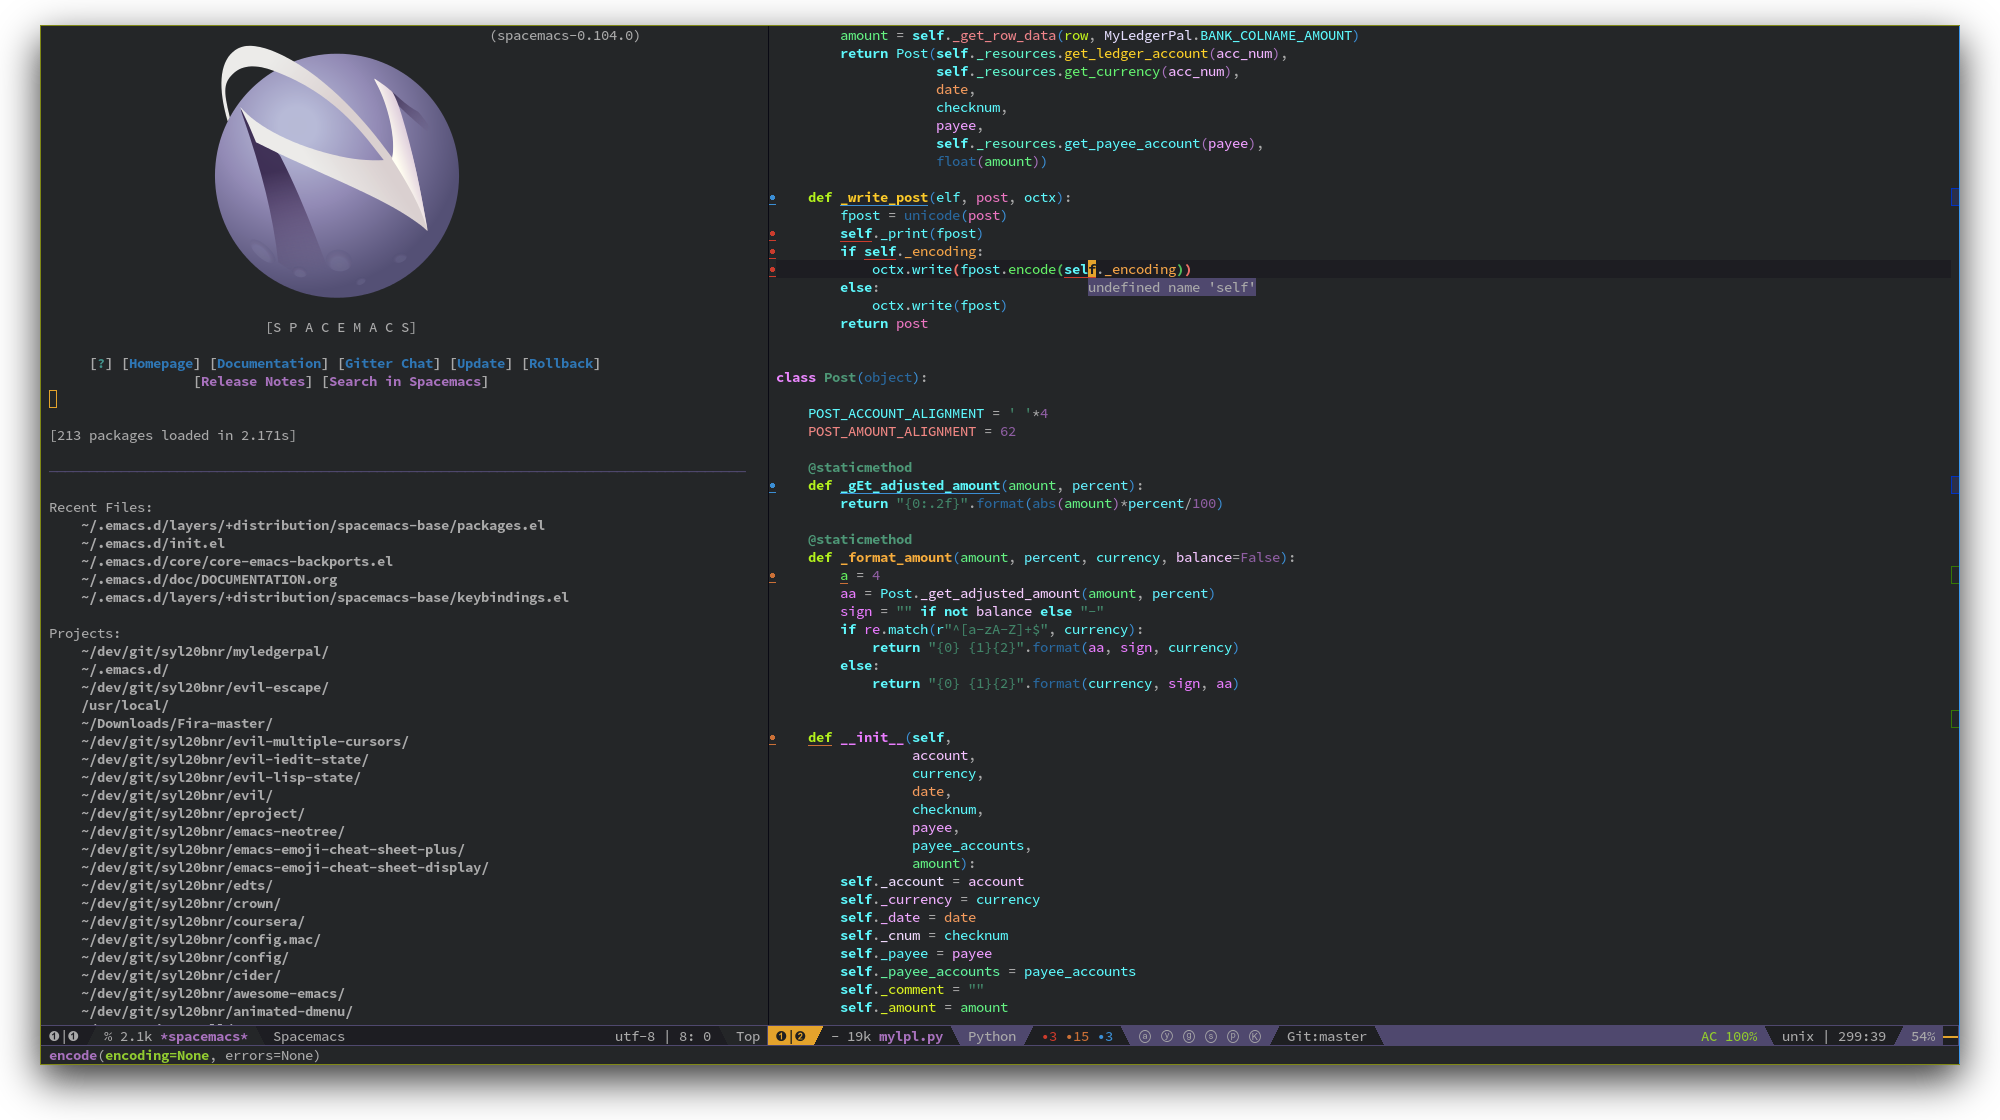 (spacemacs-0.104.0)
[S P A C E M A C S]
[?] [Homepage] [Documentation] [Gitter Chat] [Update] [Rollback]
[Release Notes] [Search in Spacemacs]
[213 packages loaded in 2.171s]
Recent Files:
~/.emacs.d/layers/+distribution/spacemacs-base/packages.el
~/.emacs.d/init.el
~/.emacs.d/core/core-emacs-backports.el
~/.emacs.d/doc/DOCUMENTATION.org
~/.emacs.d/layers/+distribution/spacemacs-base/keybindings.el
Projects:
~/dev/git/syl20bnr/myledgerpal/
~/.emacs.d/
~/dev/git/syl20bnr/evil-escape/
/usr/local/
~/Downloads/Fira-master/
~/dev/git/syl20bnr/evil-multiple-cursors/
~/dev/git/syl20bnr/evil-iedit-state/
~/dev/git/syl20bnr/evil-lisp-state/
~/dev/git/syl20bnr/evil/
~/dev/git/syl20bnr/eproject/
~/dev/git/syl20bnr/emacs-neotree/
~/dev/git/syl20bnr/emacs-emoji-cheat-sheet-plus/
~/dev/git/syl20bnr/emacs-emoji-cheat-sheet-display/
~/dev/git/syl20bnr/edts/
~/dev/git/syl20bnr/crown/
~/dev/git/syl20bnr/coursera/
~/dev/git/syl20bnr/config.mac/
~/dev/git/syl20bnr/config/
~/dev/git/syl20bnr/cider/
~/dev/git/syl20bnr/awesome-emacs/
~/dev/git/syl20bnr/animated-dmenu/
❶|❶ % 2.1k *spacemacs* Spacemacs utf-8 | 8: 0 Top
amount = self._get_row_data(row, MyLedgerPal.BANK_COLNAME_AMOUNT)
return Post(self._resources.get_ledger_account(acc_num),
self._resources.get_currency(acc_num),
date,
checknum,
payee,
self._resources.get_payee_account(payee),
float(amount))
def _write_post(elf, post, octx):
fpost = unicode(post)
self._print(fpost)
if self._encoding:
octx.write(fpost.encode(self._encoding))
else:
undefined name 'self'
octx.write(fpost)
return post
class Post(object):
POST_ACCOUNT_ALIGNMENT = ' '*4
POST_AMOUNT_ALIGNMENT = 62
@staticmethod
def _gEt_adjusted_amount(amount, percent):
return "{0:.2f}".format(abs(amount)*percent/100)
@staticmethod
def _format_amount(amount, percent, currency, balance=False):
a = 4
aa = Post._get_adjusted_amount(amount, percent)
sign = "" if not balance else "-"
if re.match(r"^[a-zA-Z]+$", currency):
return "{0} {1}{2}".format(aa, sign, currency)
else:
return "{0} {1}{2}".format(currency, sign, aa)
def __init__(self,
account,
currency,
date,
checknum,
payee,
payee_accounts,
amount):
self._account = account
self._currency = currency
self._date = date
self._cnum = checknum
self._payee = payee
self._payee_accounts = payee_accounts
self._comment = ""
self._amount = amount
❶|❷ - 19k mylpl.py Python •3 •15 •3 ⓐ ⓨ ⓖ ⓢ ⓟ Ⓚ Git:master AC 100% unix | 299:39 54%
encode(encoding=None, errors=None)